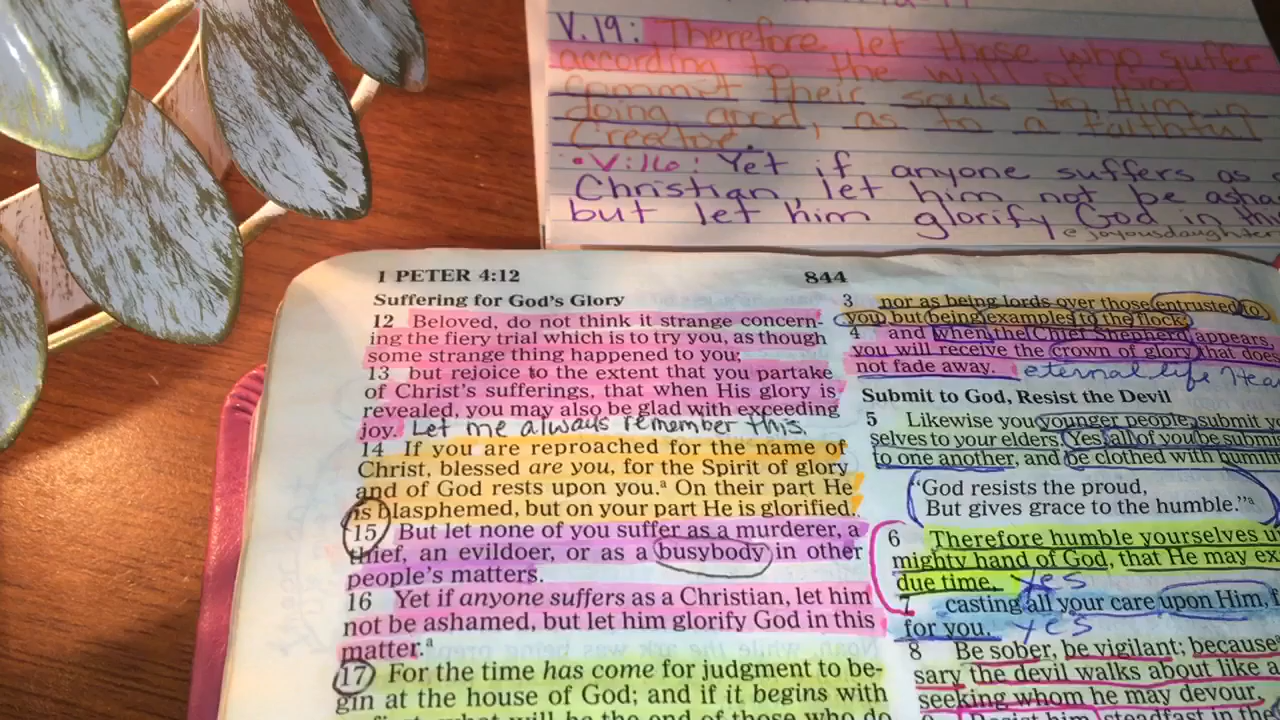 V.19: Therefore let those who suffer
according to the will of God
commit their souls to Him in
doing good, as to a faithful
Creator.
• V:16: Yet if anyone suffers as
Christian, let him not be asha
but let him glorify God in thi
@joyousdaughter
1 PETER 4:12
844
Suffering for God's Glory
12 Beloved, do not think it strange concern-
ing the fiery trial which is to try you, as though
some strange thing happened to you;
13 but rejoice to the extent that you partake
of Christ's sufferings, that when His glory is
revealed, you may also be glad with exceeding
joy. Let me always remember this.
14 If you are reproached for the name of
Christ, blessed are you, for the Spirit of glory
and of God rests upon you.ª On their part He
is blasphemed, but on your part He is glorified.
15 But let none of you suffer as a murderer, a
thief, an evildoer, or as a busybody in other
people's matters.
16 Yet if anyone suffers as a Christian, let him
not be ashamed, but let him glorify God in this
matter.ª
17 For the time has come for judgment to be-
gin at the house of God; and if it begins with
what will be the end of those who do
3 nor as being lords over those entrusted to
you, but being examples to the flock;
4 and when the Chief Shepherd appears,
you will receive the crown of glory that does
not fade away. eternal life Hea
Submit to God, Resist the Devil
5 Likewise you younger people, submit y
selves to your elders. Yes, all of you be submi
to one another, and be clothed with humili
"God resists the proud,
But gives grace to the humble."ª
6 Therefore humble yourselves u
mighty hand of God, that He may ex
due time. Yes
7 casting all your care upon Him, f
for you. Yes
8 Be sober, be vigilant; because
sary the devil walks about like a
seeking whom he may devour.
9 Resist him, steadfast in the